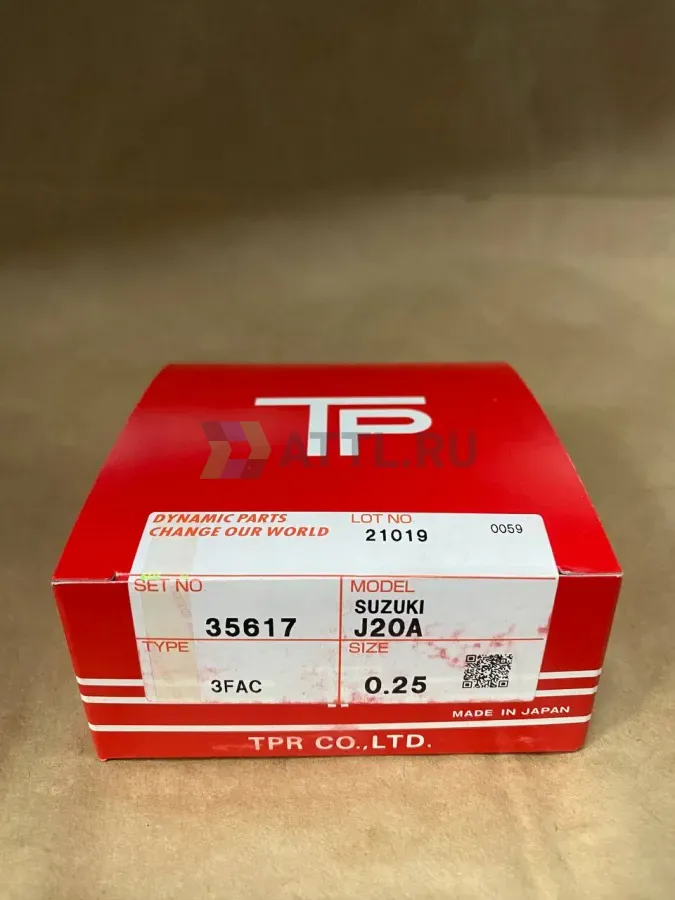 TP
ATTL.RU
DYNAMIC PARTS
CHANGE OUR WORLD
LOT NO.
21019
0059
SET NO.
35617
MODEL
SUZUKI
J20A
TYPE
3FAC
SIZE
0.25
MADE IN JAPAN
TPR CO.,LTD.